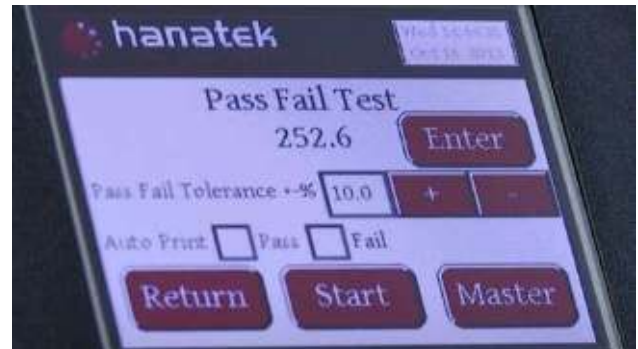 hanatek
Pass Fail Test
252.6 Enter
Pass Fail Tolerance +-% 10.0 + -
Auto Print Pass Fail
Return Start Master